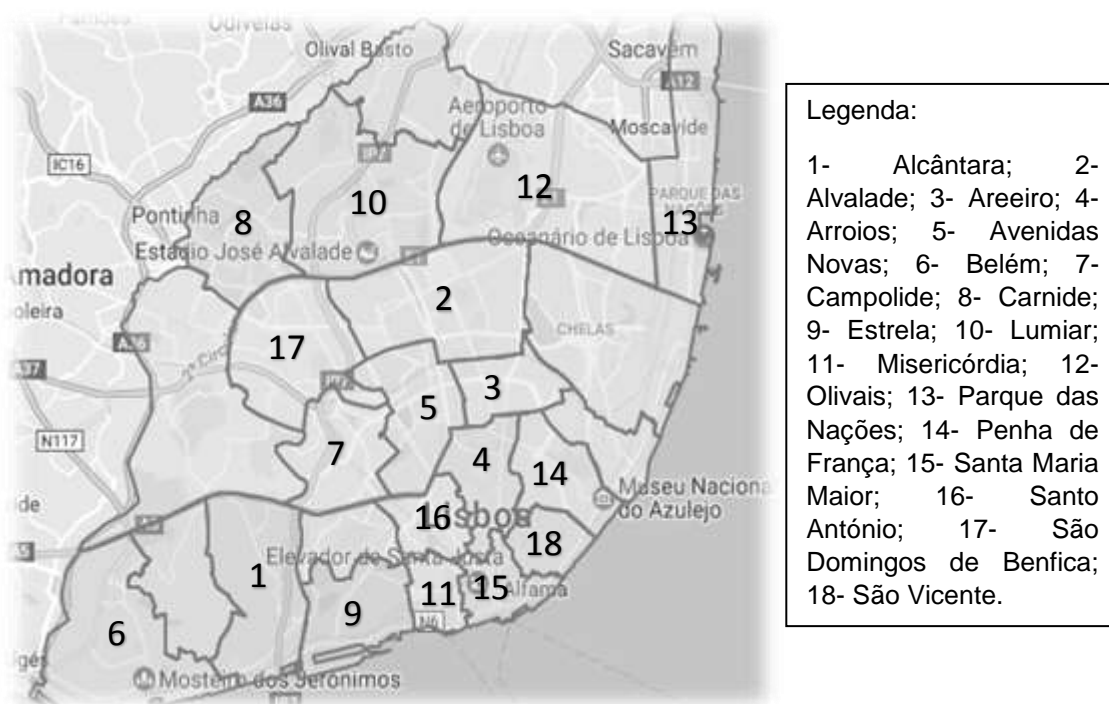 Odivelas
Olival Basto
Sacavém
A12
A36
Aeroporto
de Lisboa
Moscavide
IC16
12
PARQUE DAS
10
Pontinha
8
13
Estádio José Alvalade
Oceanário de Lisboa
Amadora
2
CHELAS
17
A36
3
5
N117
7
4
14
Museu Nacional
do Azulejo
16
Lisboa
18
Elevador de Santa Justa
1
11
15
Alfama
9
N6
6
Mosteiro dos Jerónimos
Legenda:
1- Alcântara; 2-
Alvalade; 3- Areeiro; 4-
Arroios; 5- Avenidas
Novas; 6- Belém; 7-
Campolide; 8- Carnide;
9- Estrela; 10- Lumiar;
11- Misericórdia; 12-
Olivais; 13- Parque das
Nações; 14- Penha de
França; 15- Santa Maria
Maior; 16- Santo
António; 17- São
Domingos de Benfica;
18- São Vicente.